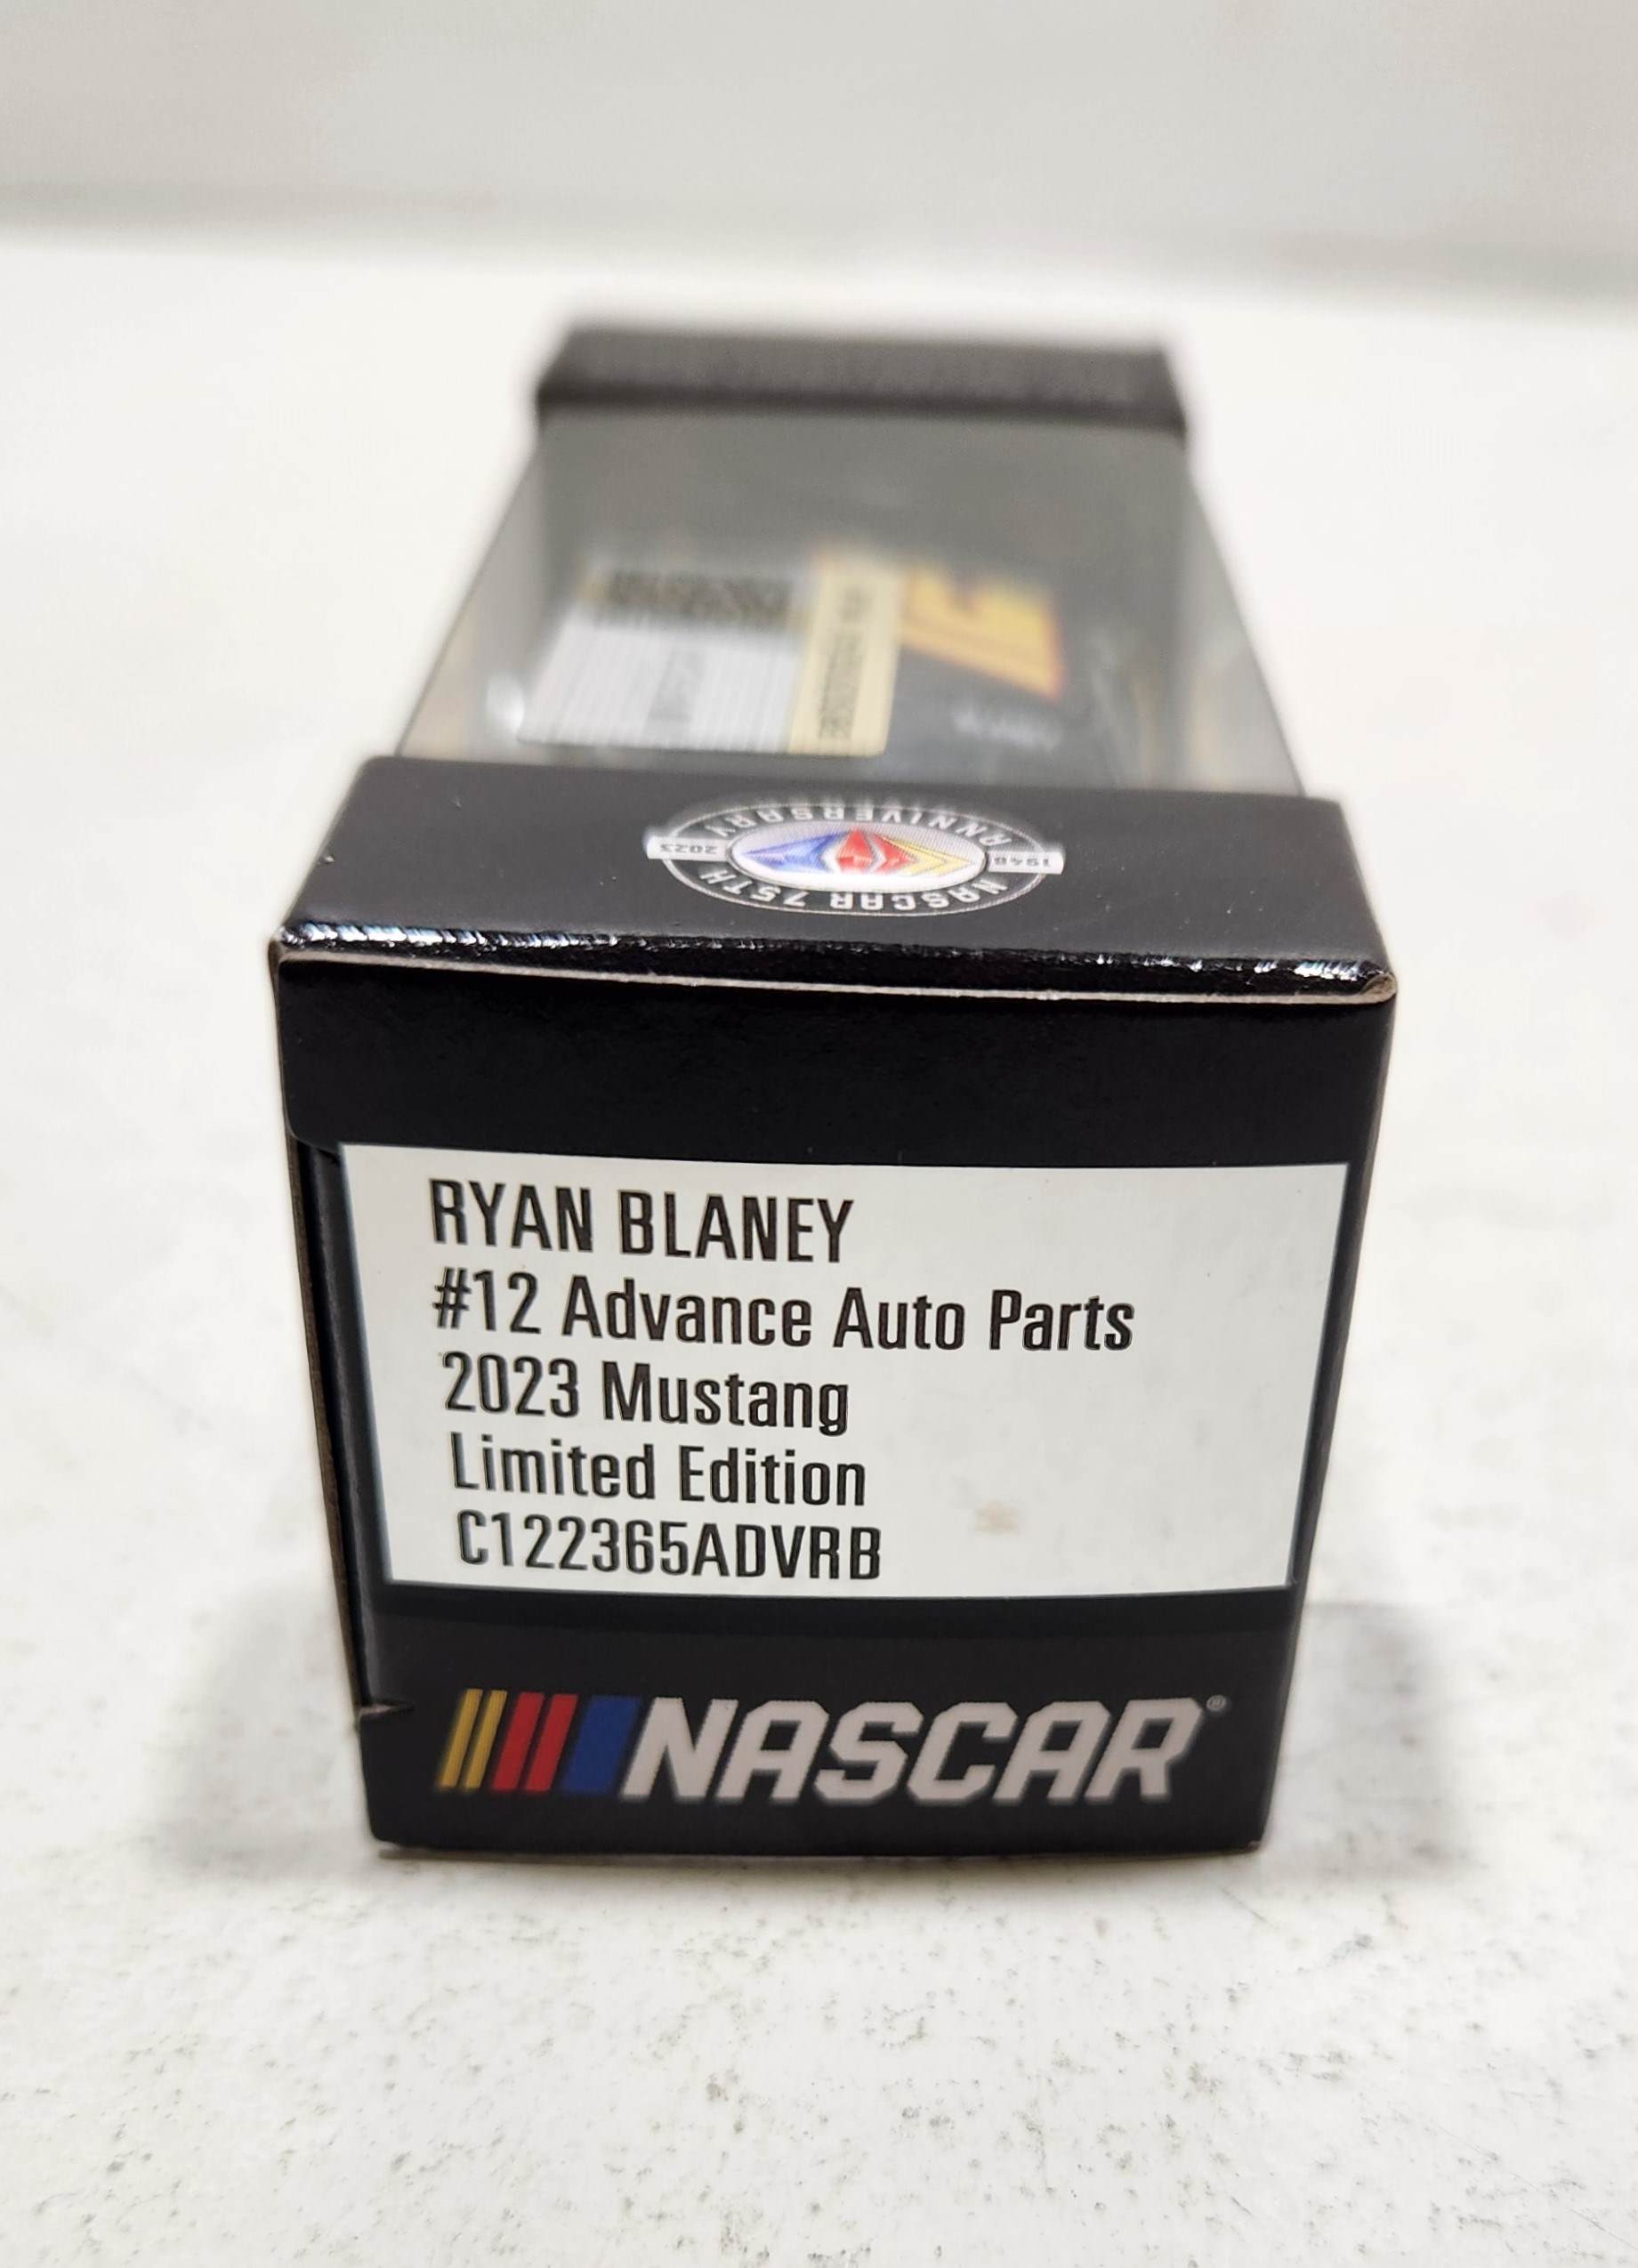 NASCAR 75TH
ANNIVERSARY
1948
2023
RYAN BLANEY
#12 Advance Auto Parts
2023 Mustang
Limited Edition
C122365ADVRB
NASCAR®